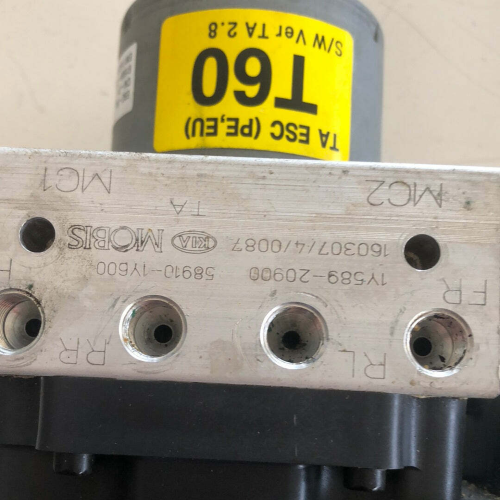 TA ESC (PE,EU)
T60
S/W Ver TA 2.8
MC2
MC1
TA
160307/4/0087 KIA MOBIS
1Y589-20900 58910-1Y600
FR
RL
RR